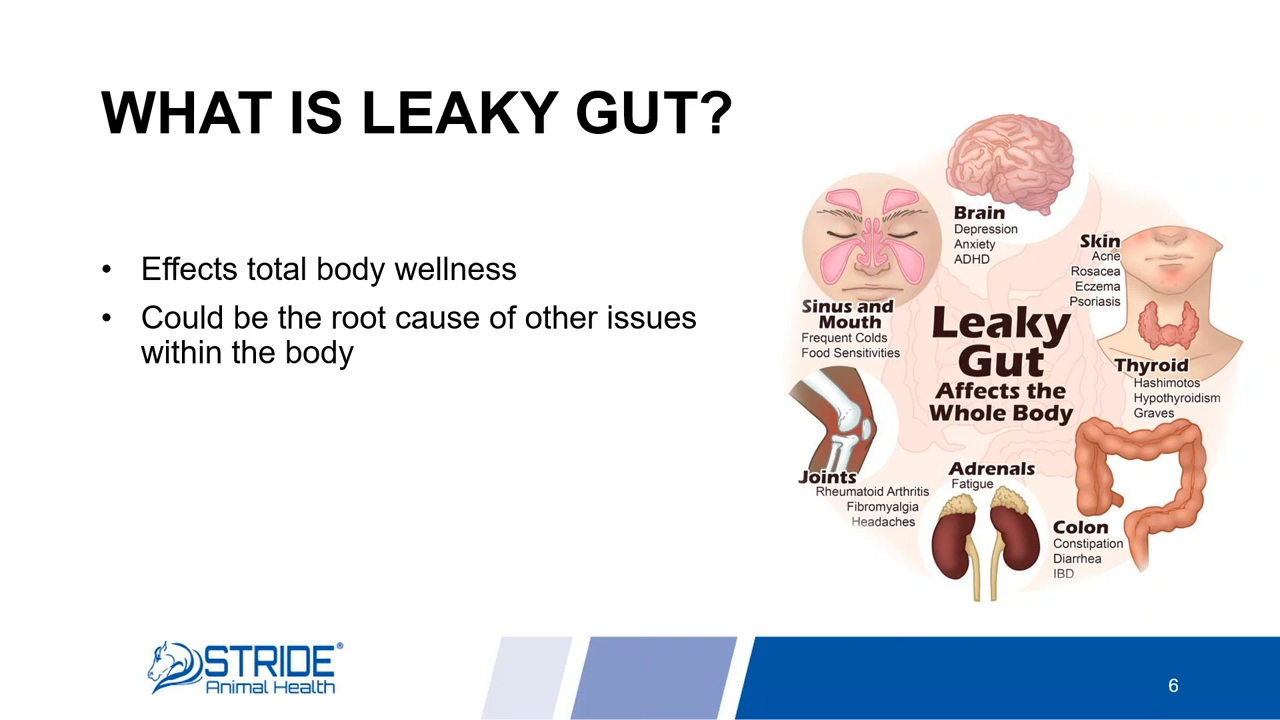 WHAT IS LEAKY GUT?
• Effects total body wellness
• Could be the root cause of other issues
within the body
Brain
Depression
Anxiety
ADHD
Skin
Acne
Rosacea
Eczema
Psoriasis
Sinus and
Mouth
Frequent Colds
Food Sensitivities
Leaky
Gut
Affects the
Whole Body
Thyroid
Hashimotos
Hypothyroidism
Graves
Joints
Rheumatoid Arthritis
Fibromyalgia
Headaches
Adrenals
Fatigue
Colon
Constipation
Diarrhea
IBD
STRIDE®
Animal Health
6